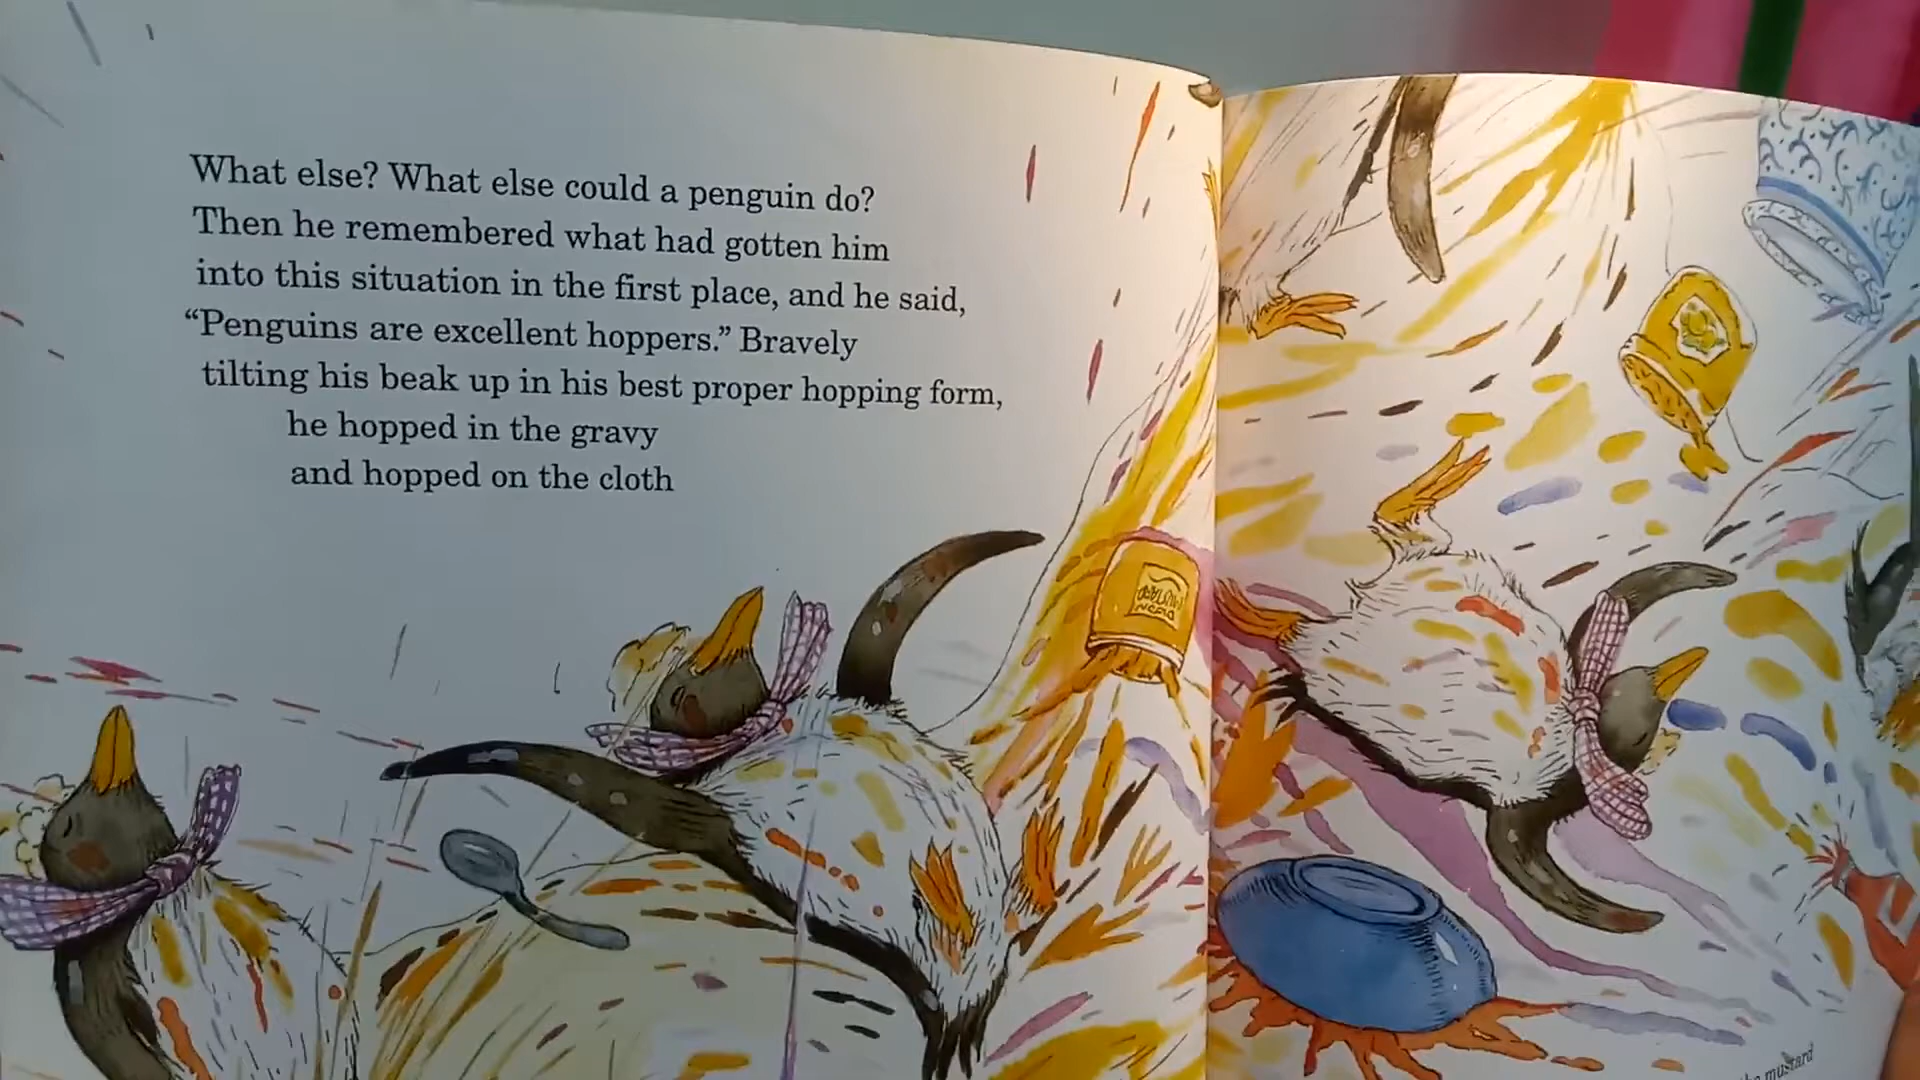 What else? What else could a penguin do?
Then he remembered what had gotten him
into this situation in the first place, and he said,
“Penguins are excellent hoppers.” Bravely
tilting his beak up in his best proper hopping form,
he hopped in the gravy
and hopped on the cloth
mustard